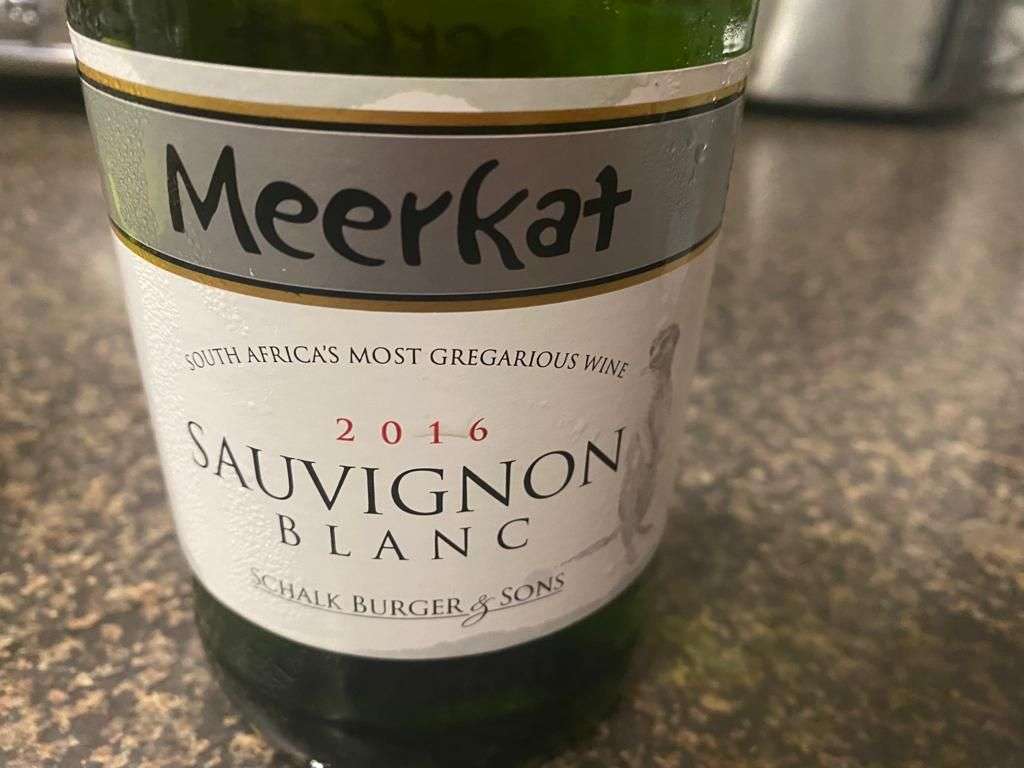 Meerkat
SOUTH AFRICA'S MOST GREGARIOUS WINE
2016
SAUVIGNON
BLANC
SCHALK BURGER & SONS